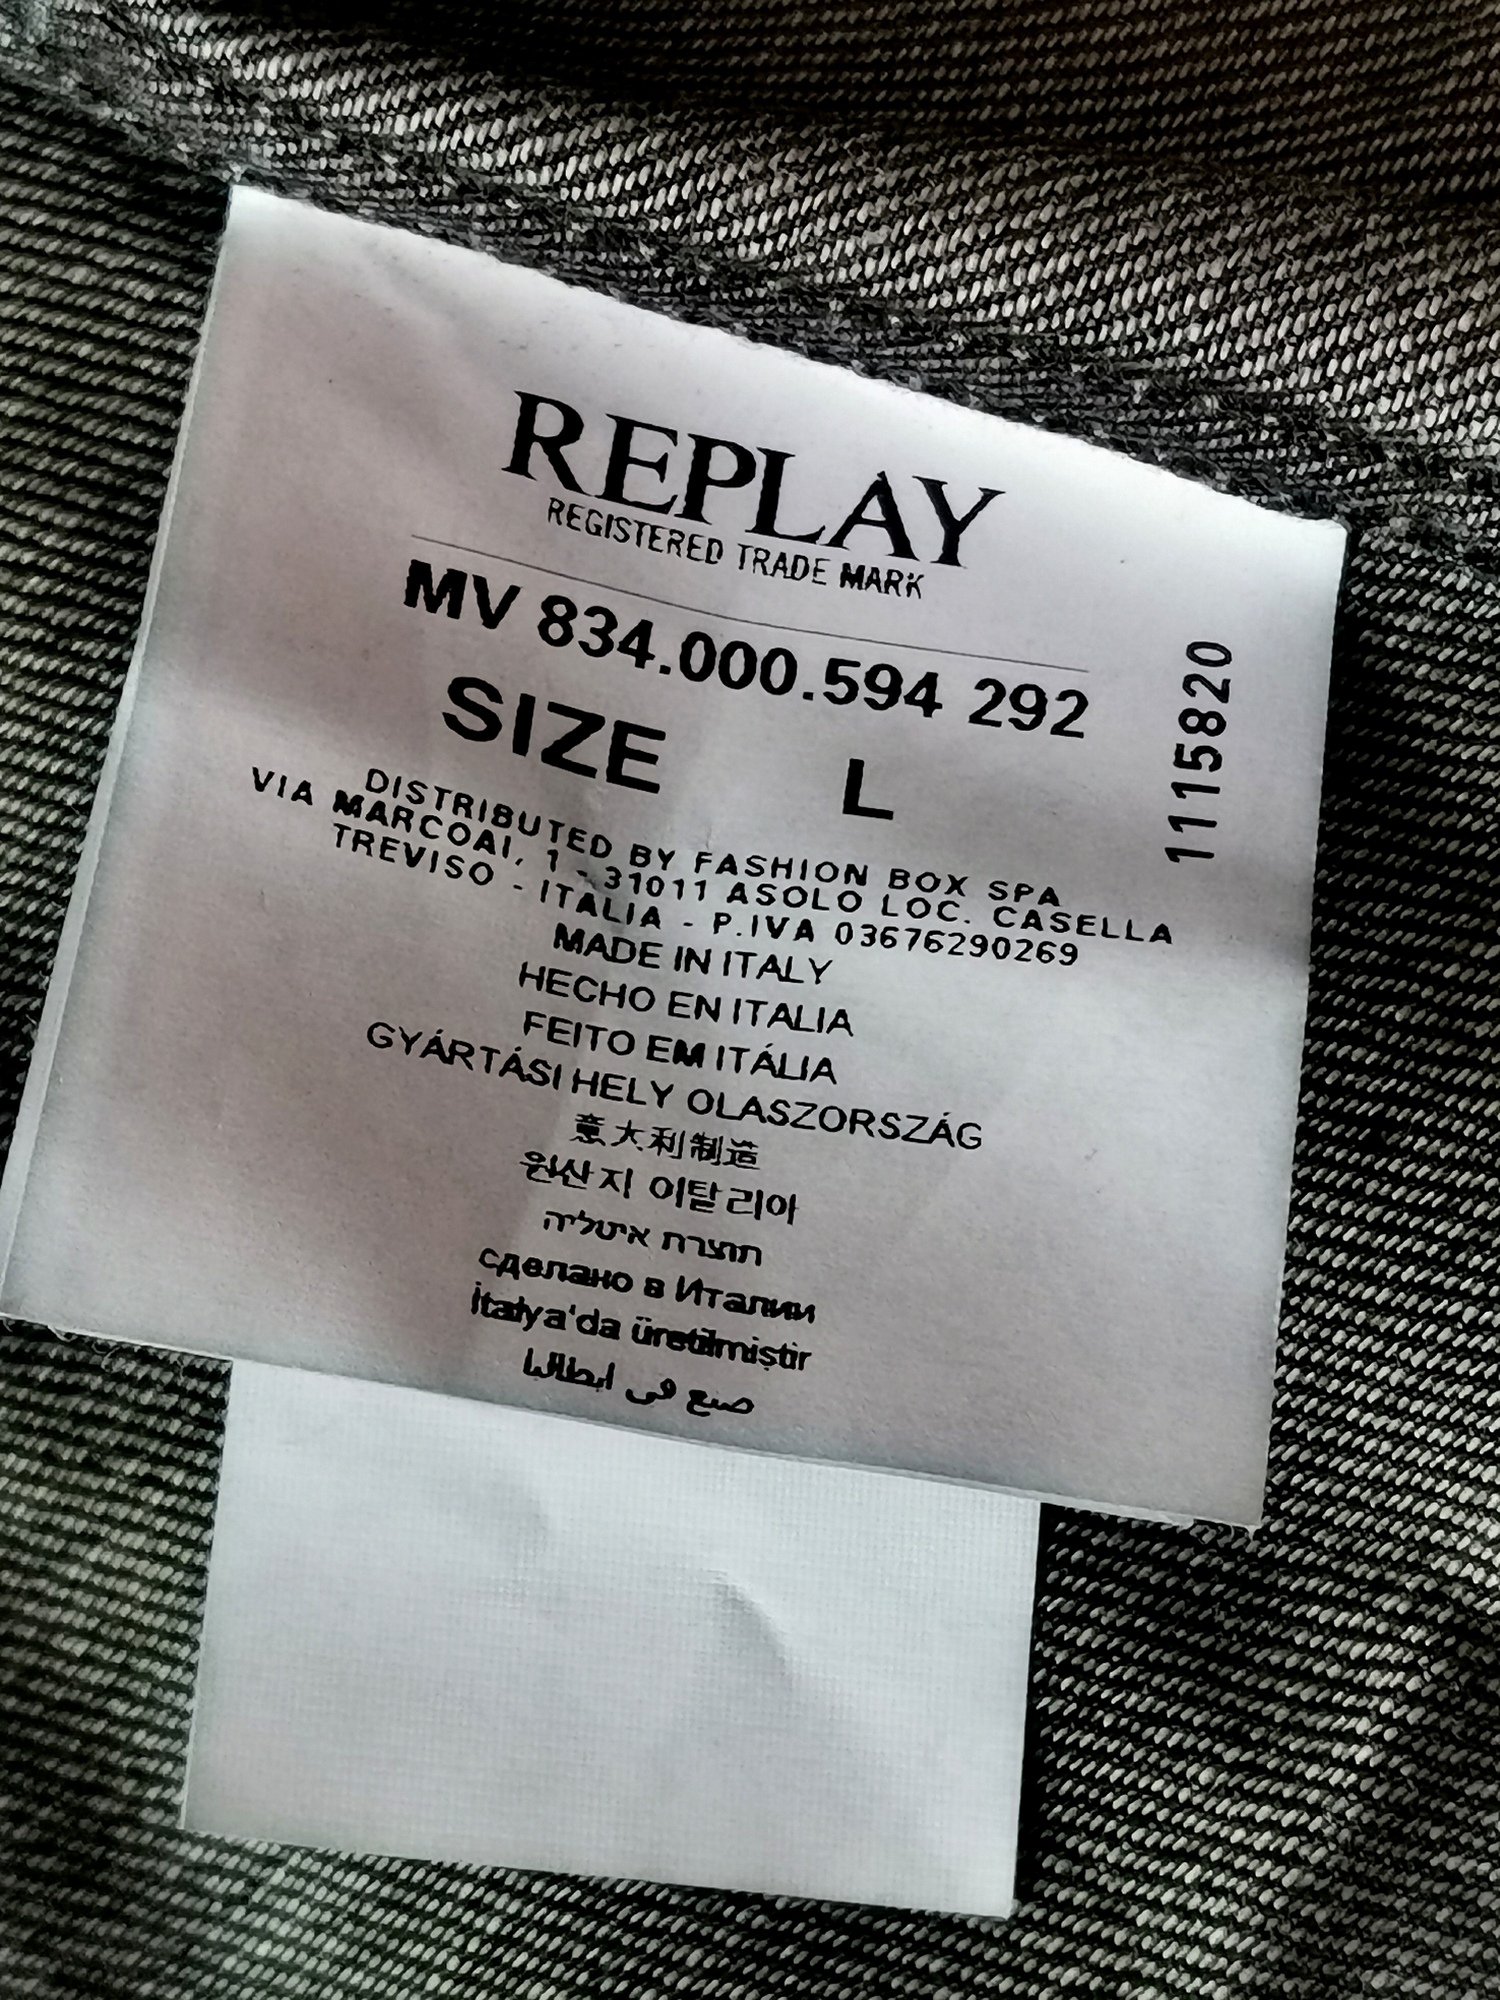 REPLAY
REGISTERED TRADE MARK
MV 834.000.594 292
1115820
SIZE L
DISTRIBUTED BY FASHION BOX SPA
VIA MARCOAI, 1 - 31011 ASOLO LOC. CASELLA
TREVISO - ITALIA - P.IVA 03676290269
MADE IN ITALY
HECHO EN ITALIA
FEITO EM ITÁLIA
GYÁRTÁSI HELY OLASZORSZÁG
意大利制造
원산지 이탈리아
תוצרת איטליה
сделано в Италии
İtalya'da üretilmiştir
صنع في ايطاليا